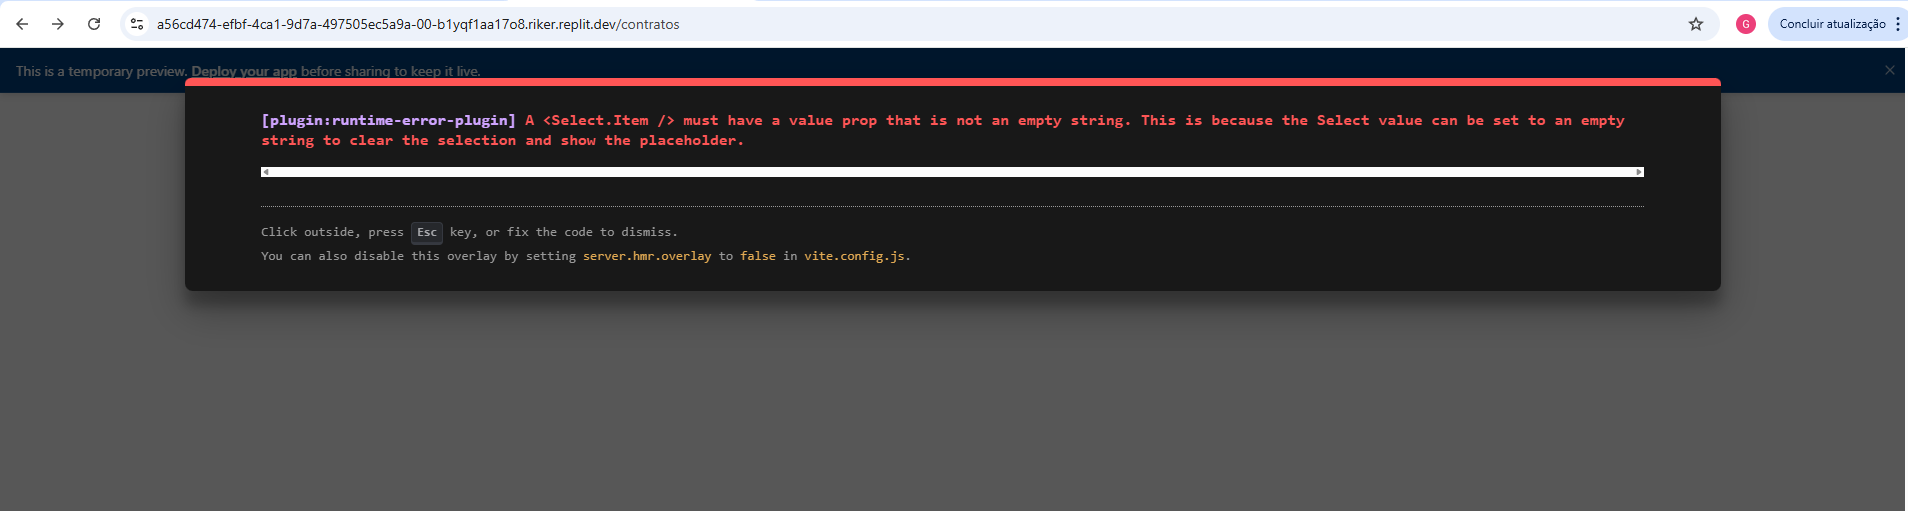 a56cd474-efbf-4ca1-9d7a-497505ec5a9a-00-b1yqf1aa17o8.riker.replit.dev/contratos
G
Concluir atualização
This is a temporary preview. Deploy your app before sharing to keep it live.
[plugin:runtime-error-plugin] A <Select.Item /> must have a value prop that is not an empty string. This is because the Select value can be set to an empty
string to clear the selection and show the placeholder.
Click outside, press Esc key, or fix the code to dismiss.
You can also disable this overlay by setting server.hmr.overlay to false in vite.config.js.